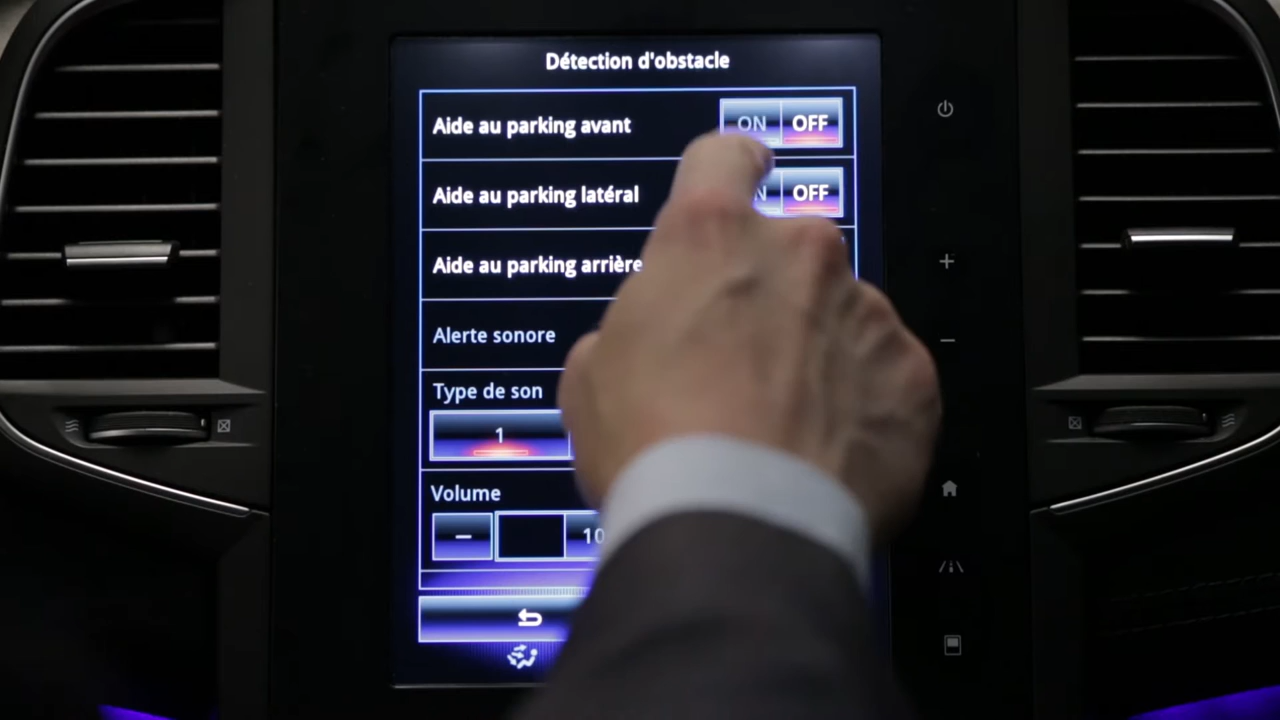 Détection d'obstacle
Aide au parking avant ON OFF
Aide au parking latéral OFF
Aide au parking arrière
Alerte sonore
Type de son
1
Volume
– 10